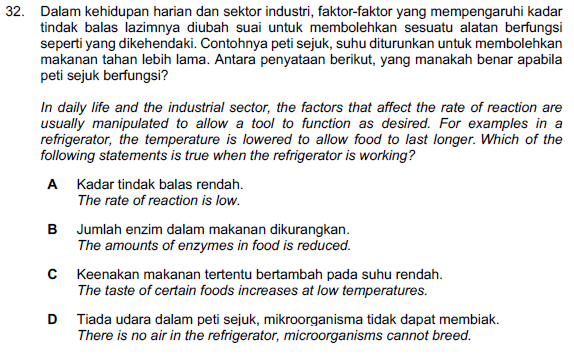 32. Dalam kehidupan harian dan sektor industri, faktor-faktor yang mempengaruhi kadar
tindak balas lazimnya diubah suai untuk membolehkan sesuatu alatan berfungsi
seperti yang dikehendaki. Contohnya peti sejuk, suhu diturunkan untuk membolehkan
makanan tahan lebih lama. Antara penyataan berikut, yang manakah benar apabila
peti sejuk berfungsi?
In daily life and the industrial sector, the factors that affect the rate of reaction are
usually manipulated to allow a tool to function as desired. For examples in a
refrigerator, the temperature is lowered to allow food to last longer. Which of the
following statements is true when the refrigerator is working?
A Kadar tindak balas rendah.
The rate of reaction is low.
B Jumlah enzim dalam makanan dikurangkan.
The amounts of enzymes in food is reduced.
C Keenakan makanan tertentu bertambah pada suhu rendah.
The taste of certain foods increases at low temperatures.
D Tiada udara dalam peti sejuk, mikroorganisma tidak dapat membiak.
There is no air in the refrigerator, microorganisms cannot breed.